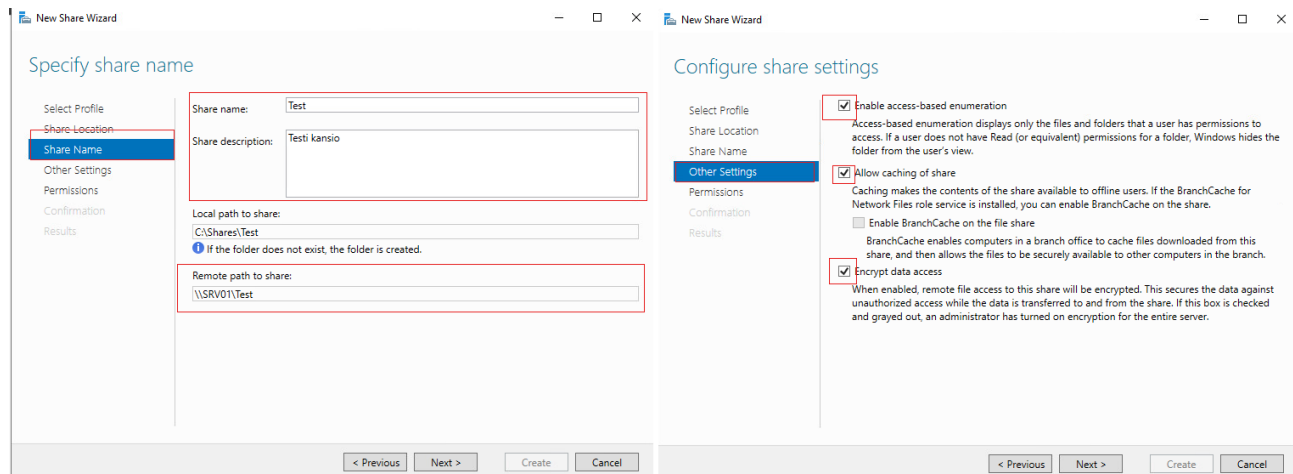 New Share Wizard
Specify share name
Select Profile
Share Location
Share Name
Other Settings
Permissions
Confirmation
Results
Share name:
Test
Share description:
Testi kansio
Local path to share:
C:\Shares\Test
If the folder does not exist, the folder is created.
Remote path to share:
\\SRV01\Test
< Previous
Next >
Create
Cancel
New Share Wizard
Configure share settings
Select Profile
Share Location
Share Name
Other Settings
Permissions
Confirmation
Results
Enable access-based enumeration
Access-based enumeration displays only the files and folders that a user has permissions to
access. If a user does not have Read (or equivalent) permissions for a folder, Windows hides the
folder from the user's view.
Allow caching of share
Caching makes the contents of the share available to offline users. If the BranchCache for
Network Files role service is installed, you can enable BranchCache on the share.
Enable BranchCache on the file share
BranchCache enables computers in a branch office to cache files downloaded from this
share, and then allows the files to be securely available to other computers in the branch.
Encrypt data access
When enabled, remote file access to this share will be encrypted. This secures the data against
unauthorized access while the data is transferred to and from the share. If this box is checked
and grayed out, an administrator has turned on encryption for the entire server.
< Previous
Next >
Create
Cancel